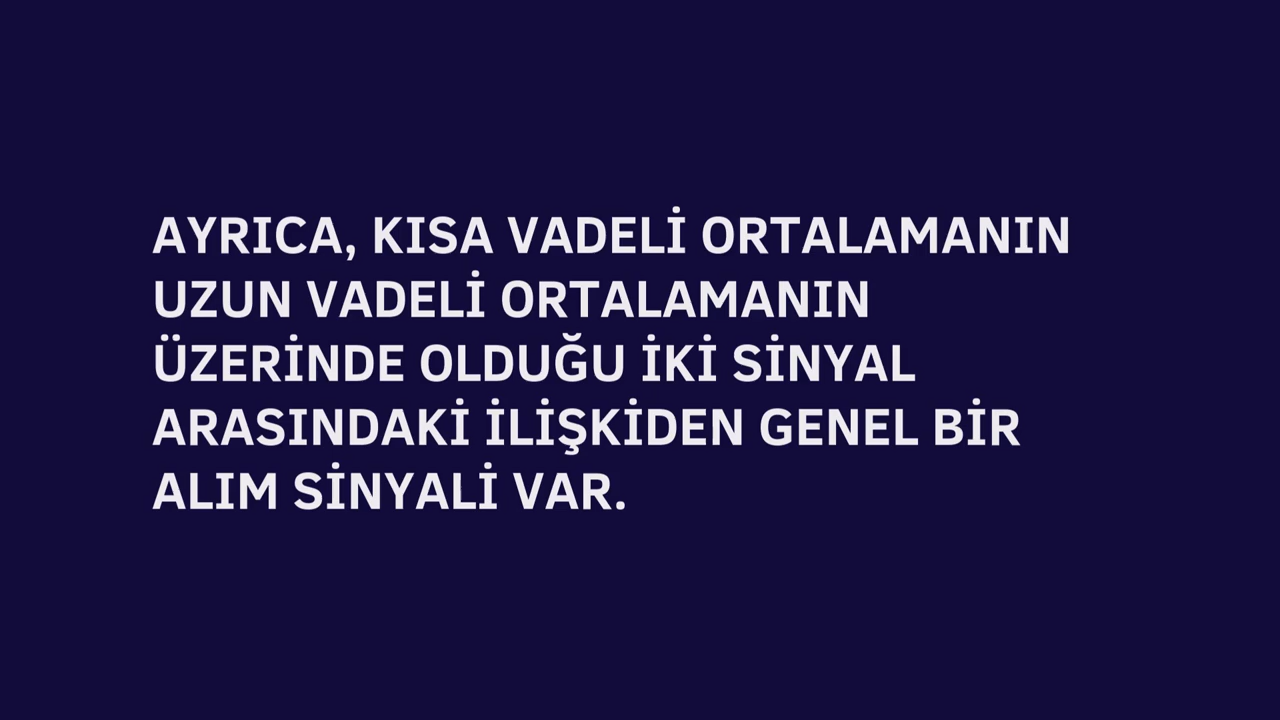 AYRICA, KISA VADELİ ORTALAMANIN
UZUN VADELİ ORTALAMANIN
ÜZERİNDE OLDUĞU İKİ SİNYAL
ARASINDAKİ İLİŞKİDEN GENEL BİR
ALIM SİNYALİ VAR.